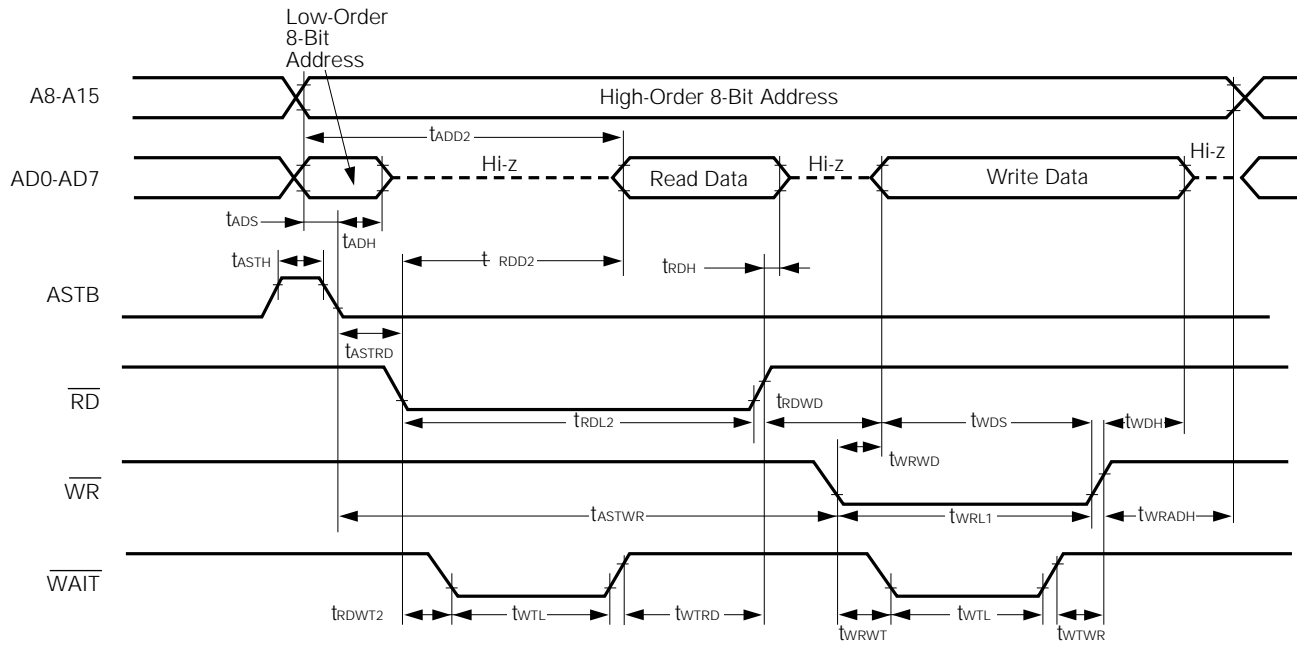 Low-Order
8-Bit
Address
A8-A15
High-Order 8-Bit Address
tADD2
AD0-AD7
Hi-z
Read Data
Hi-z
Write Data
Hi-z
tADS
tADH
tASTH
t RDD2
tRDH
ASTB
tASTRD
RD
tRDL2
tRDWD
tWDS
tWDH
tWRWD
WR
tASTWR
tWRL1
tWRADH
WAIT
tRDWT2
tWTL
tWTRD
tWRWT
tWTL
tWTWR